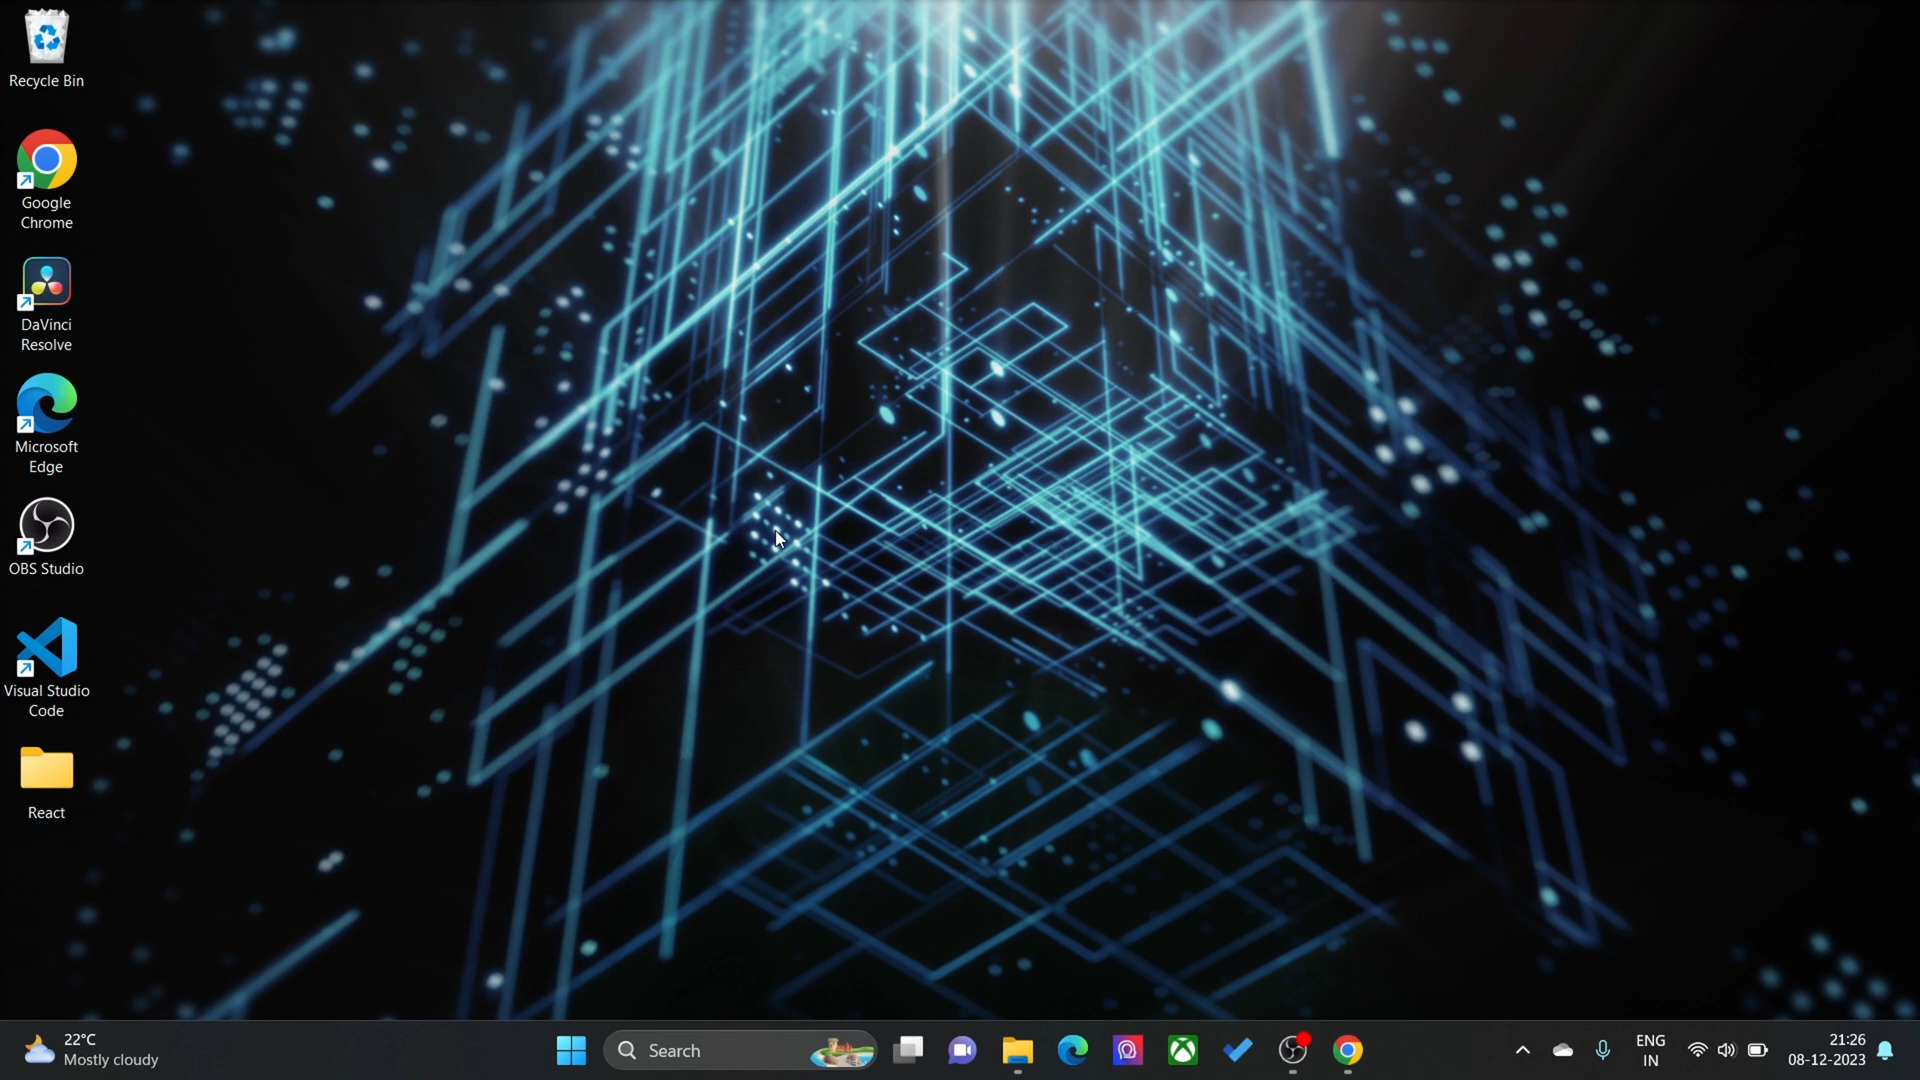 Recycle Bin
Google
Chrome
DaVinci
Resolve
Microsoft
Edge
OBS Studio
Visual Studio
Code
React
22°C
Mostly cloudy
Search
ENG
IN
21:26
08-12-2023